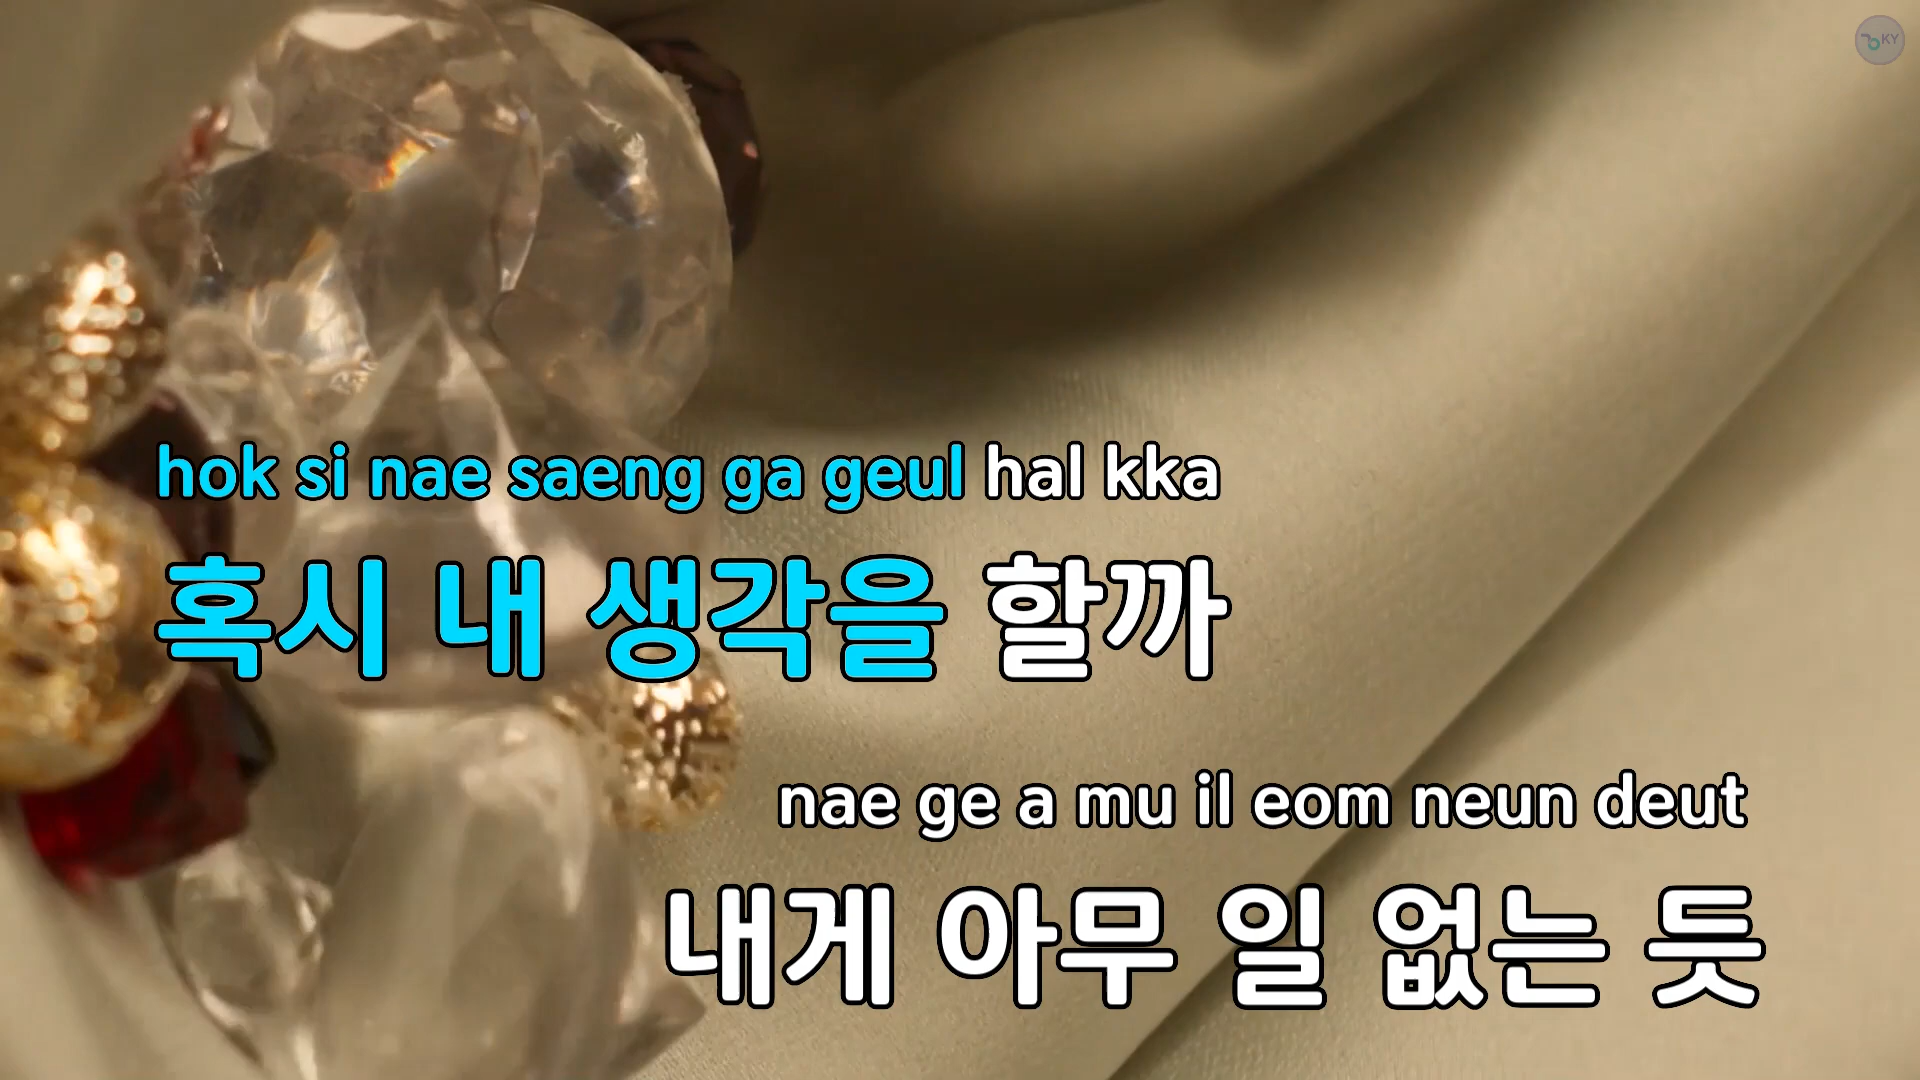 KY
hok si nae saeng ga geul hal kka
혹시 내 생각을 할까
nae ge a mu il eom neun deut
내게 아무 일 없는 듯